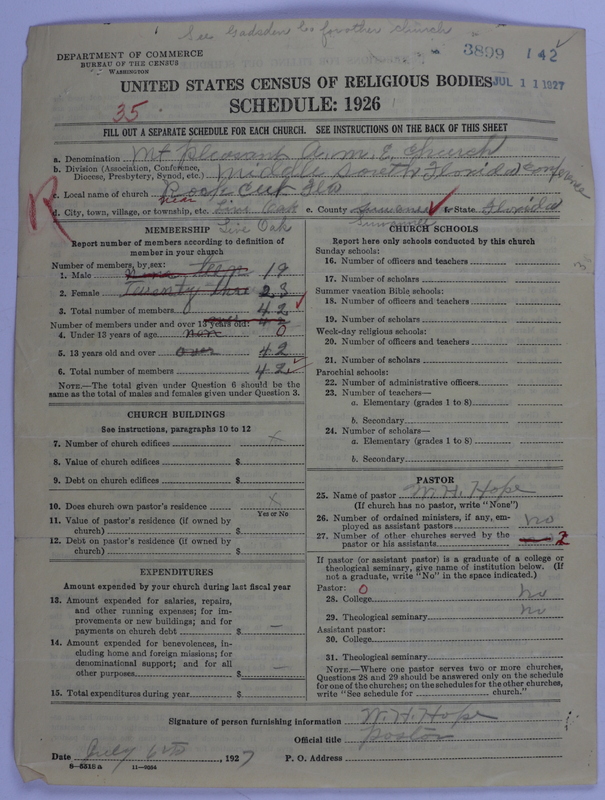 See Gadsden Co for other church
DEPARTMENT OF COMMERCE
BUREAU OF THE CENSUS
WASHINGTON
3899 142
JUL 11 1927
UNITED STATES CENSUS OF RELIGIOUS BODIES
SCHEDULE: 1926
35
FILL OUT A SEPARATE SCHEDULE FOR EACH CHURCH. SEE INSTRUCTIONS ON THE BACK OF THIS SHEET
a. Denomination Mt Pleasant A. M. E. Church
b. Division (Association, Conference, Diocese, Presbytery, Synod, etc.) Middle South Florida Conference
c. Local name of church Rock Cut Fla
R
near
d. City, town, village, or township, etc. Live Oak e. County Suwanee f. State Florida
Live Oak Suwannee
MEMBERSHIP
Report number of members according to definition of
member in your church
Number of members, by sex:
1. Male 19
2. Female Twenty three 23
3. Total number of members 42
Number of members under and over 13 years old: 42
4. Under 13 years of age non 0
5. 13 years old and over over 42
6. Total number of members 42
NOTE.—The total given under Question 6 should be
same as the total of males and females given under Question 3.
CHURCH BUILDINGS
See instructions, paragraphs 10 to 12
7. Number of church edifices x
8. Value of church edifices $
9. Debt on church edifices $
10. Does church own pastor's residence x
Yes or No
11. Value of pastor's residence (if owned by
church) $
12. Debt on pastor's residence (if owned by
church) $
EXPENDITURES
Amount expended by your church during last fiscal year
13. Amount expended for salaries, repairs,
and other running expenses; for im-
provements or new buildings; and for
payments on church debt $ —
14. Amount expended for benevolences, in-
cluding home and foreign missions; for
denominational support; and for all
other purposes $ —
15. Total expenditures during year $
CHURCH SCHOOLS
Report here only schools conducted by this church
Sunday schools:
16. Number of officers and teachers
17. Number of scholars
Summer vacation Bible schools:
18. Number of officers and teachers
19. Number of scholars
Week-day religious schools:
20. Number of officers and teachers
21. Number of scholars
Parochial schools:
22. Number of administrative officers
23. Number of teachers—
a. Elementary (grades 1 to 8)
b. Secondary
24. Number of scholars—
a. Elementary (grades 1 to 8)
b. Secondary
PASTOR
25. Name of pastor W. H. Hope
(If church has no pastor, write "None")
26. Number of ordained ministers, if any, em-
ployed as assistant pastors no
27. Number of other churches served by the
pastor or his assistants 2
If pastor (or assistant pastor) is a graduate of a college or
theological seminary, give name of institution below. (If
not a graduate, write "No" in the space indicated.)
Pastor: 0
28. College no
29. Theological seminary no
Assistant pastor:
30. College
31. Theological seminary
NOTE.—Where one pastor serves two or more churches,
Questions 28 and 29 should be answered only on the schedule
for one of the churches; on the schedules for the other churches,
write "See schedule for church."
Signature of person furnishing information W. H. Hope
Official title Pastor
Date July 6th, 1927 P. O. Address
8—5518 a 11—9054